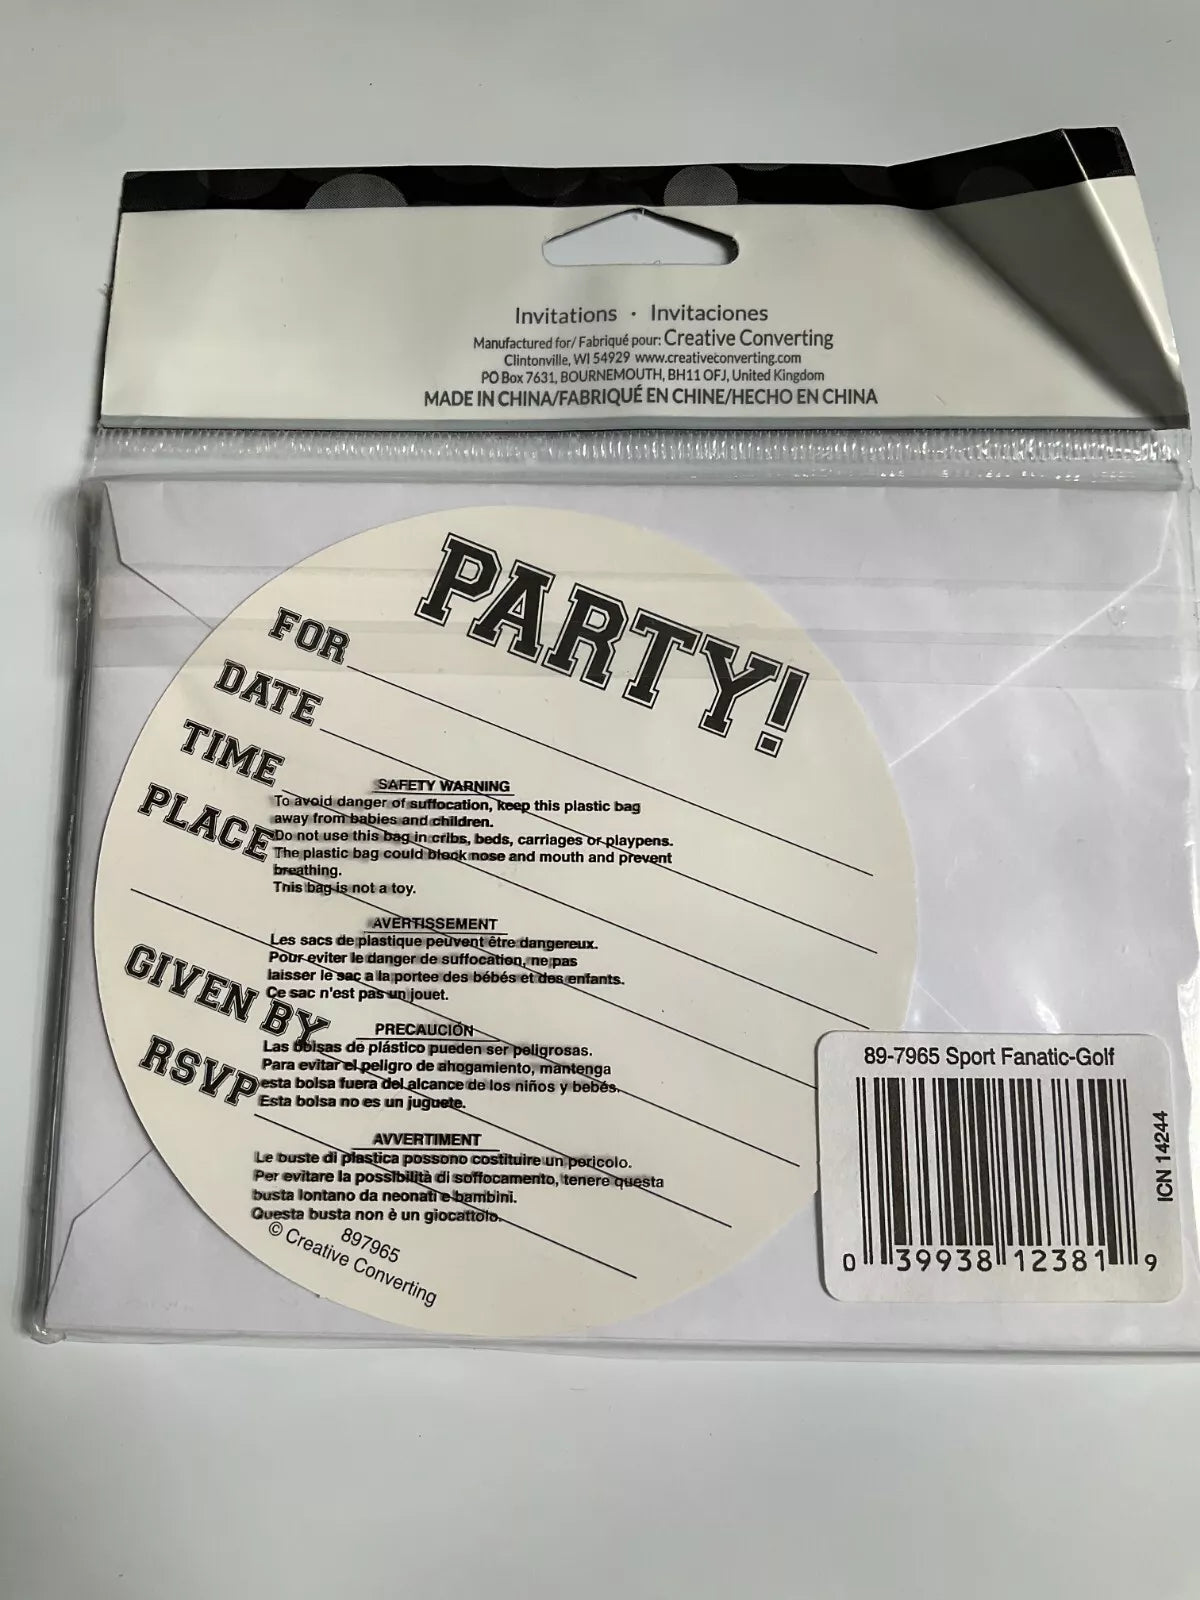 Invitations · Invitaciones
Manufactured for/ Fabriqué pour: Creative Converting
Clintonville, WI 54929 www.creativeconverting.com
PO Box 7631, BOURNEMOUTH, BH11 OFJ, United Kingdom
MADE IN CHINA/FABRIQUÉ EN CHINE/HECHO EN CHINA
PARTY!
FOR
DATE
TIME
PLACE
GIVEN BY
RSVP
SAFETY WARNING
To avoid danger of suffocation, keep this plastic bag
away from babies and children.
Do not use this bag in cribs, beds, carriages or playpens.
The plastic bag could block nose and mouth and prevent
breathing.
This bag is not a toy.
AVERTISSEMENT
Les sacs de plastique peuvent être dangereux.
Pour eviter le danger de suffocation, ne pas
laisser le sac a la portee des bébés et des enfants.
Ce sac n'est pas un jouet.
PRECAUCIÓN
Las bolsas de plástico pueden ser peligrosas.
Para evitar el peligro de ahogamiento, mantenga
esta bolsa fuera del alcance de los niños y bebés.
Esta bolsa no es un juguete.
AVVERTIMENT
Le buste di plastica possono costituire un pericolo.
Per evitare la possibilità di soffocamento, tenere questa
busta lontano da neonati e bambini.
Questa busta non è un giocattolo.
897965
© Creative Converting
89-7965 Sport Fanatic-Golf
ICN 14244
0 39938 12381 9